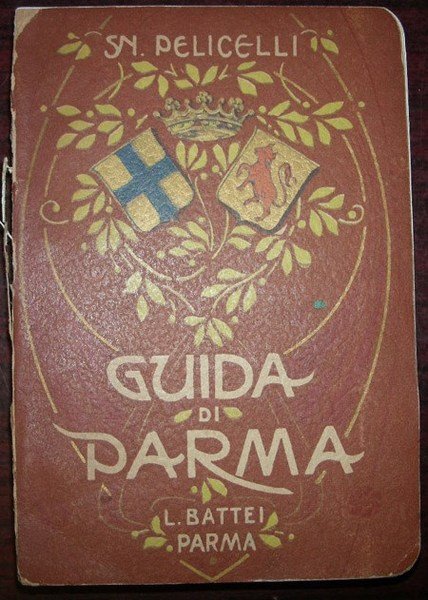 SN. PELICELLI
GUIDA
DI
PARMA
L. BATTEI
PARMA